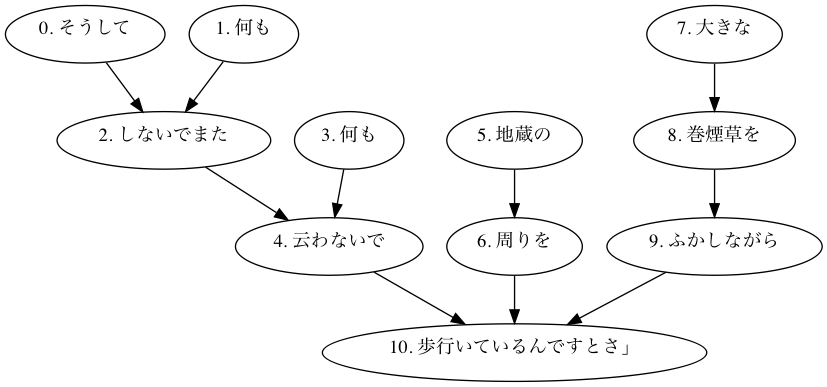 0. そうして
1. 何も
7. 大きな
2. しないでまた
3. 何も
5. 地蔵の
8. 巻煙草を
4. 云わないで
6. 周りを
9. ふかしながら
10. 歩行いているんですとさ」